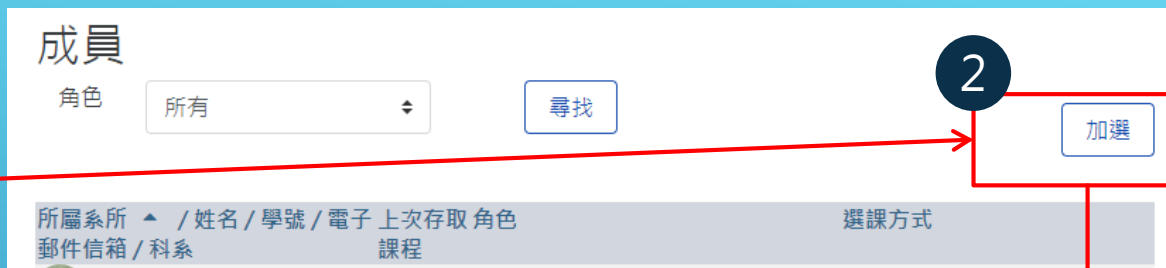 成員
2
角色 所有 尋找 加選
所屬系所 / 姓名 / 學號 / 電子 上次存取 角色 選課方式
郵件信箱 / 科系 課程